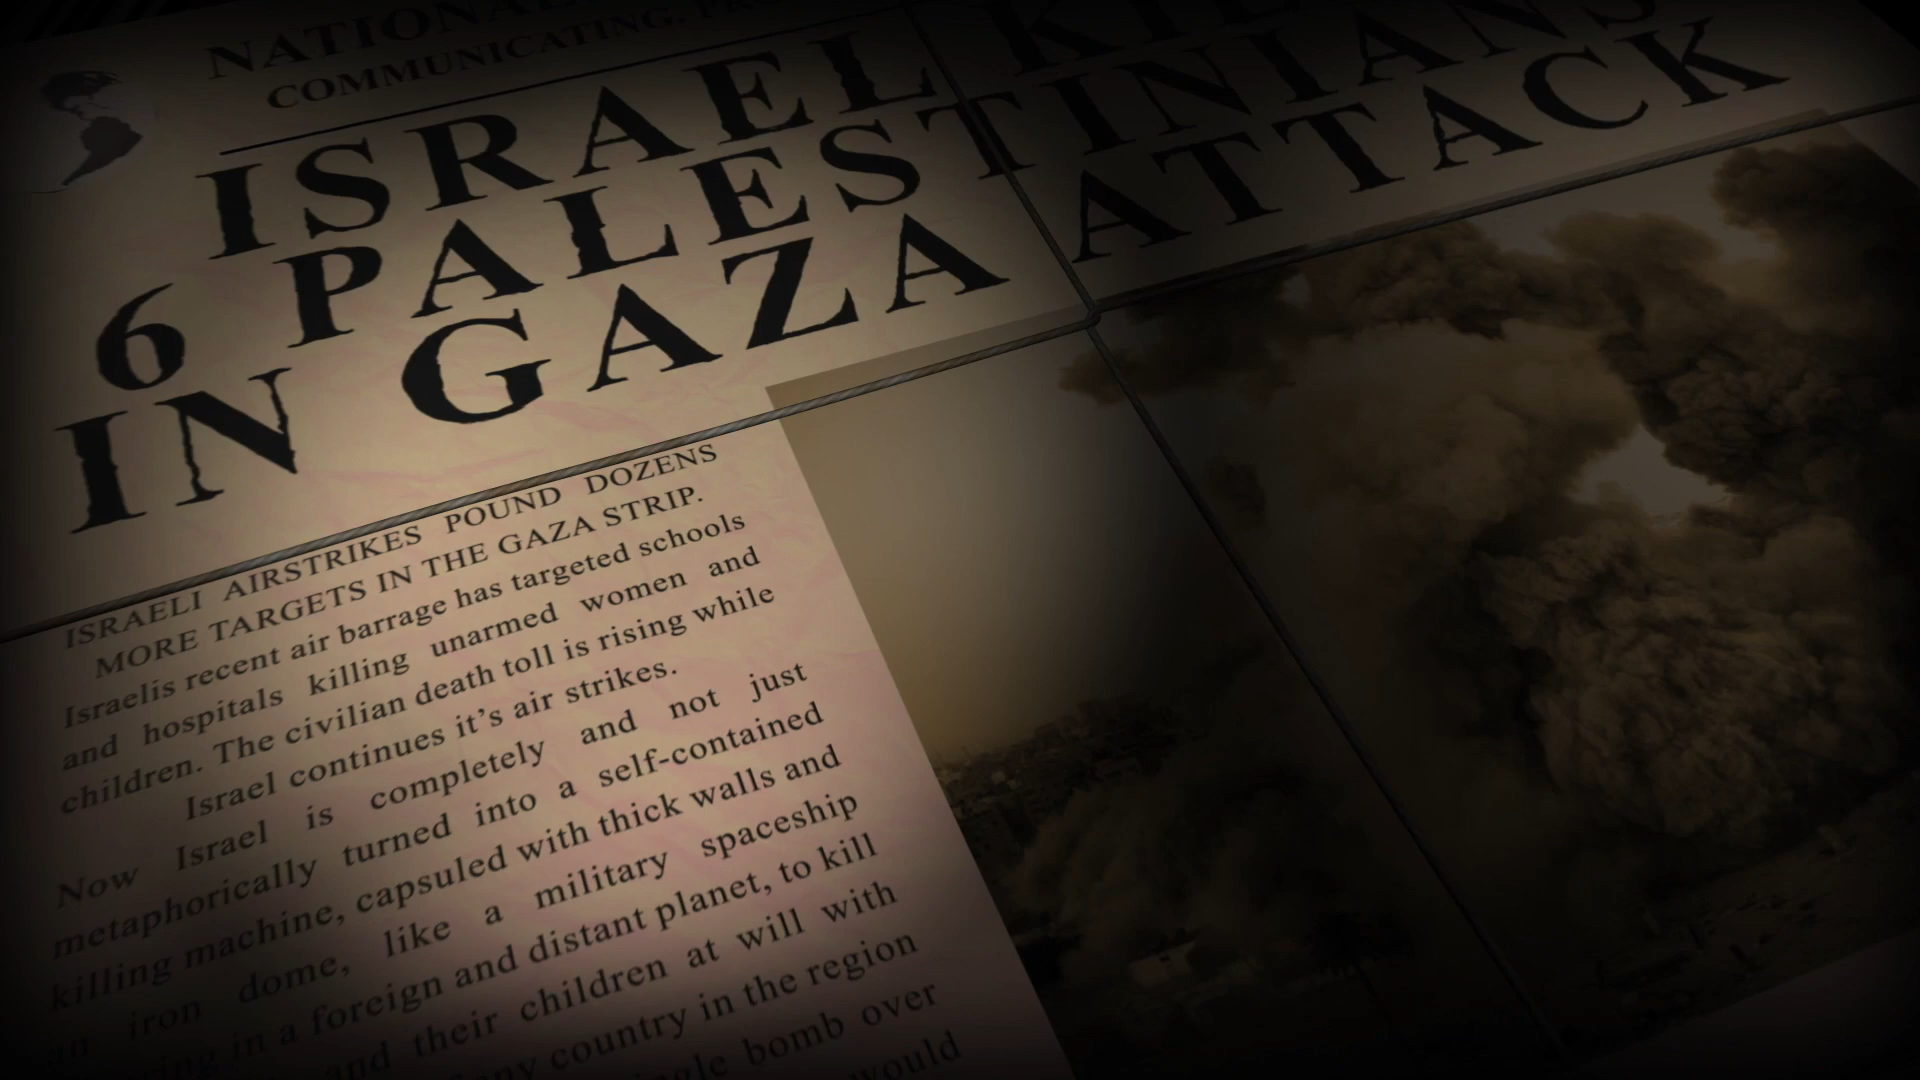 NATIONAL
COMMUNICATING.
ISRAEL
6 PALESTINIANS
IN GAZA ATTACK
ISRAELI AIRSTRIKES POUND DOZENS
MORE TARGETS IN THE GAZA STRIP.
Israelis recent air barrage has targeted schools
and hospitals killing unarmed women and
children. The civilian death toll is rising while
Israel continues it’s air strikes.
Now Israel is completely and not just
metaphorically turned into a self-contained
killing machine, capsuled with thick walls and
an iron dome, like a military spaceship
in a foreign and distant planet, to kill
and their children at will with
country in the region
bomb over
would